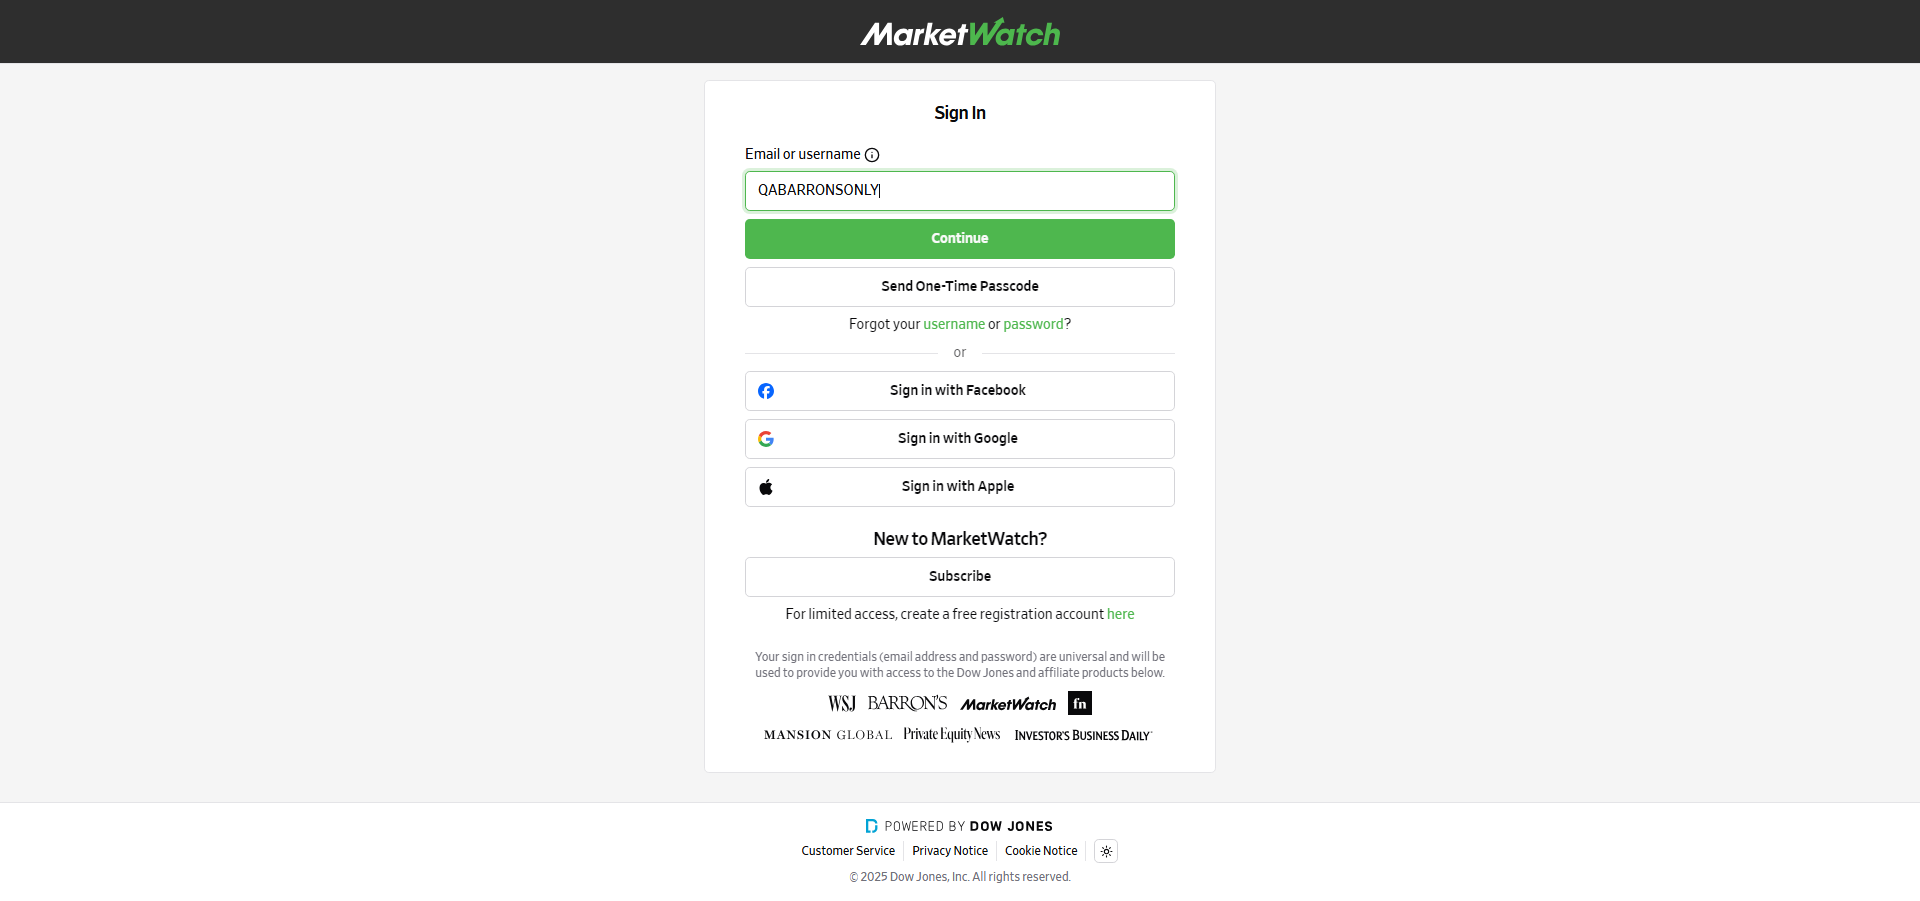 MarketWatch
Sign In
Email or username
QABARRONSONLY
Continue
Send One-Time Passcode
Forgot your username or password?
or
Sign in with Facebook
Sign in with Google
Sign in with Apple
New to MarketWatch?
Subscribe
For limited access, create a free registration account here
Your sign in credentials (email address and password) are universal and will be
used to provide you with access to the Dow Jones and affiliate products below.
WSJ BARRON'S MarketWatch fn
MANSION GLOBAL Private Equity News INVESTOR'S BUSINESS DAILY
POWERED BY DOW JONES
Customer Service Privacy Notice Cookie Notice
© 2025 Dow Jones, Inc. All rights reserved.